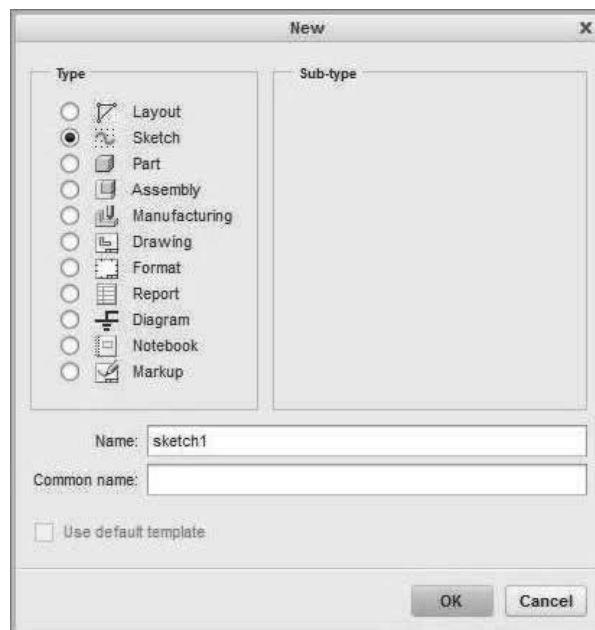 New
Type
Sub-type
Layout
Sketch
Part
Assembly
Manufacturing
Drawing
Format
Report
Diagram
Notebook
Markup
Name: sketch1
Common name:
Use default template
OK Cancel